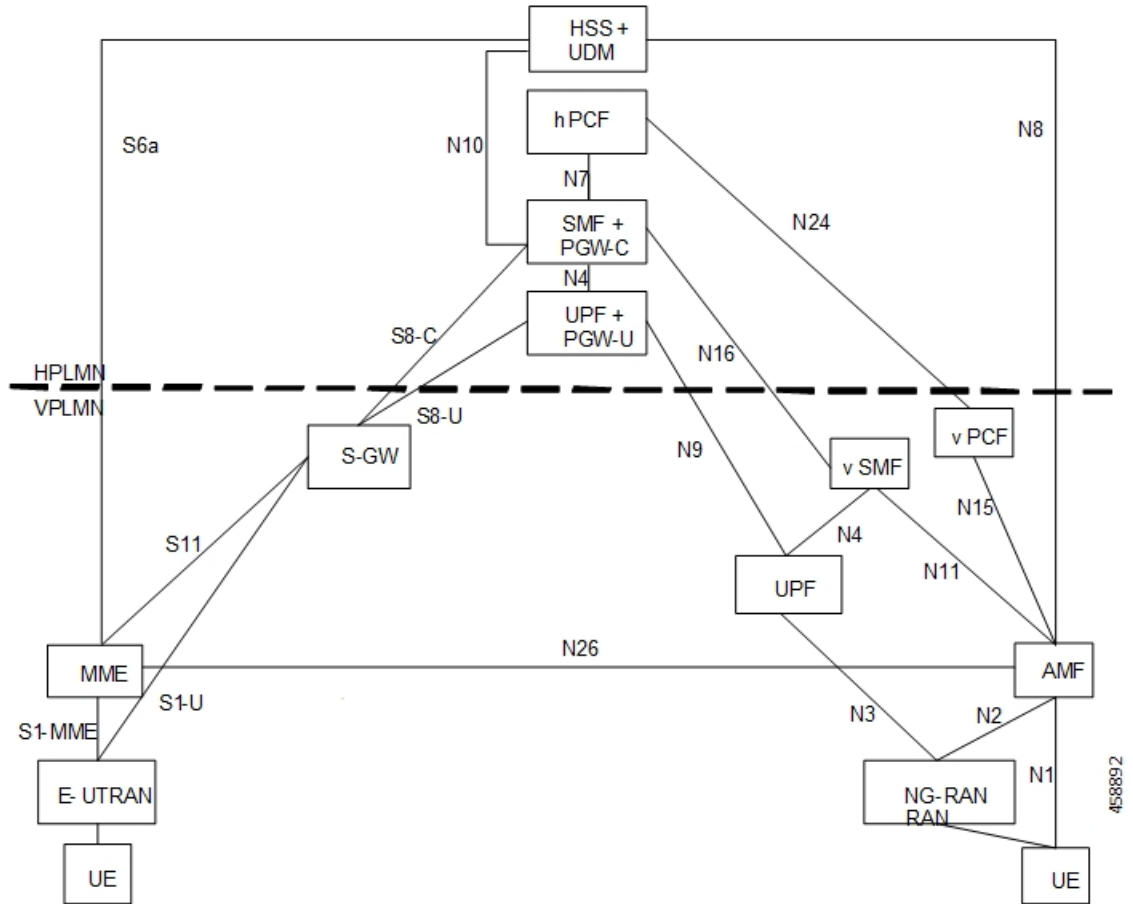 HSS +
UDM
h PCF
S6a
N10
N8
N7
SMF +
PGW-C
N24
N4
UPF +
PGW-U
S8-C
N16
HPLMN
VPLMN
S8-U
v PCF
S-GW
N9
v SMF
N15
N4
S11
N11
UPF
N26
MME
AMF
S1-U
S1-MME
N3
N2
N1
E- UTRAN
NG-RAN
RAN
UE
UE
458892